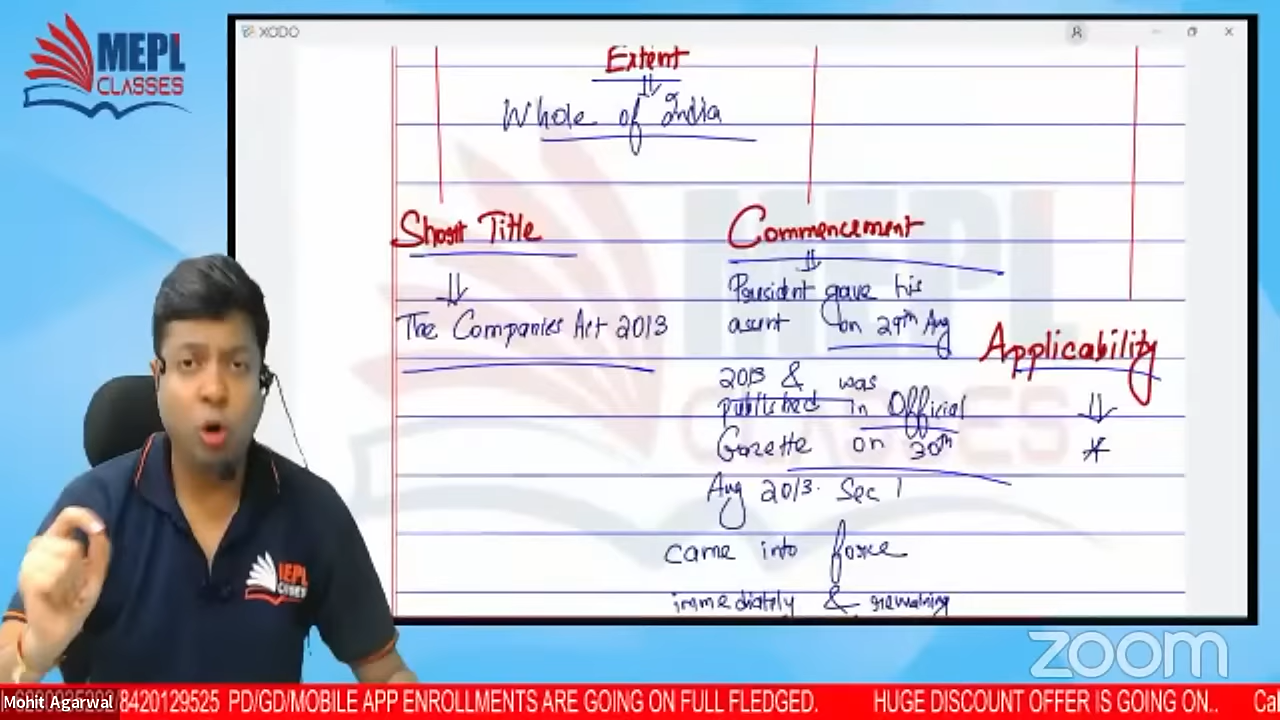 MEPL
CLASSES
XODO
Extent
Whole of India
Short Title
The Companies Act 2013
Commencement
President gave his
assent on 29th Aug
2013 & was
published in Official
Gazette on 30th
Aug 2013. Sec 1
came into force
immediately & remaining
Applicability
*
MEPL
CLASSES
zoom
Mohit Agarwal
/8420129525 PD/GD/MOBILE APP ENROLLMENTS ARE GOING ON FULL FLEDGED. HUGE DISCOUNT OFFER IS GOING ON..